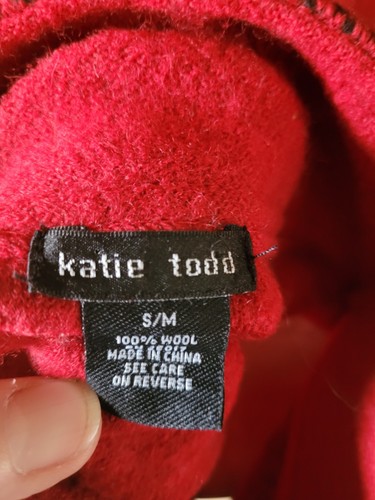 katie todd
S/M
100% WOOL
MADE IN CHINA
SEE CARE
ON REVERSE